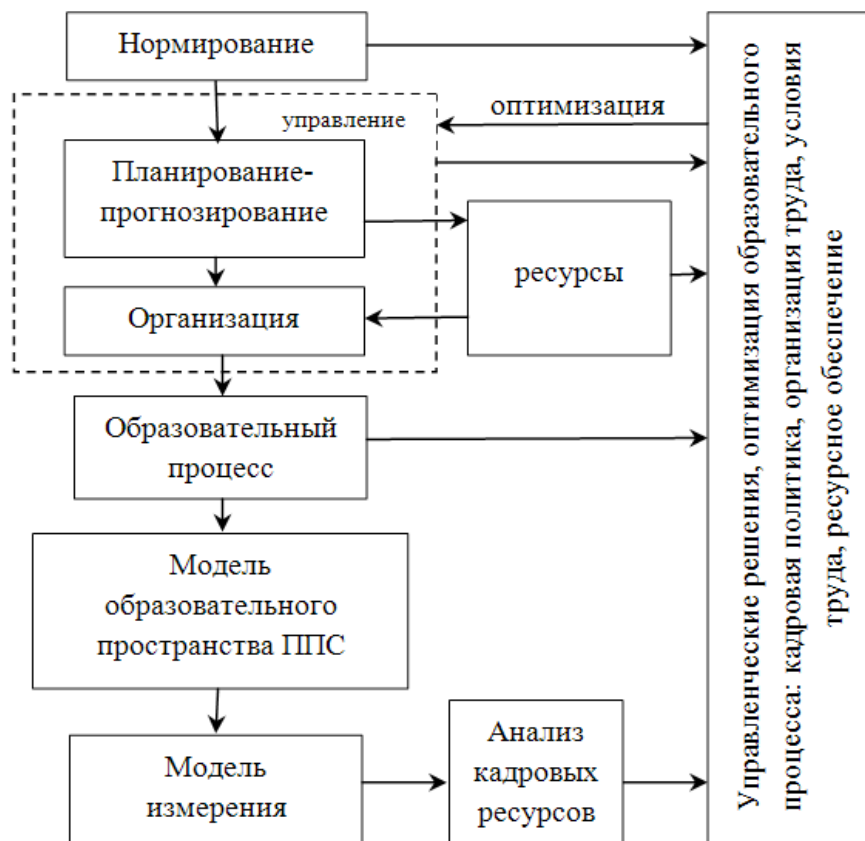 Нормирование
управление
оптимизация
Планирование-
прогнозирование
ресурсы
Организация
Образовательный
процесс
Модель
образовательного
пространства ППС
Модель
измерения
Анализ
кадровых
ресурсов
Управленческие решения, оптимизация образовательного
процесса: кадровая политика, организация труда, условия
труда, ресурсное обеспечение